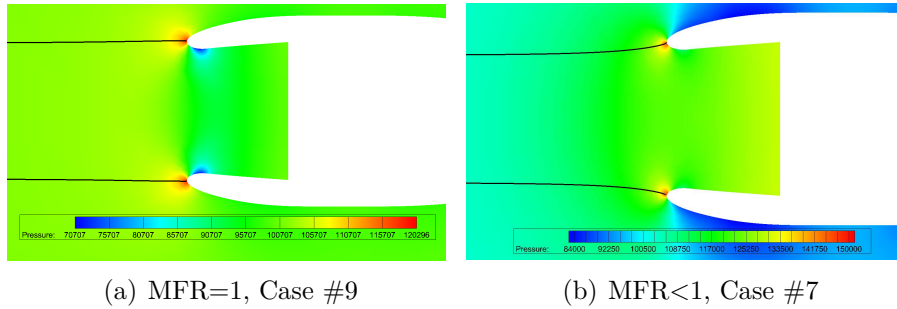 Pressure: 70707 75707 80707 85707 90707 95707 100707 105707 110707 115707 120296
Pressure: 84000 92250 100500 108750 117000 125250 133500 141750 150000
(a) MFR=1, Case #9
(b) MFR<1, Case #7